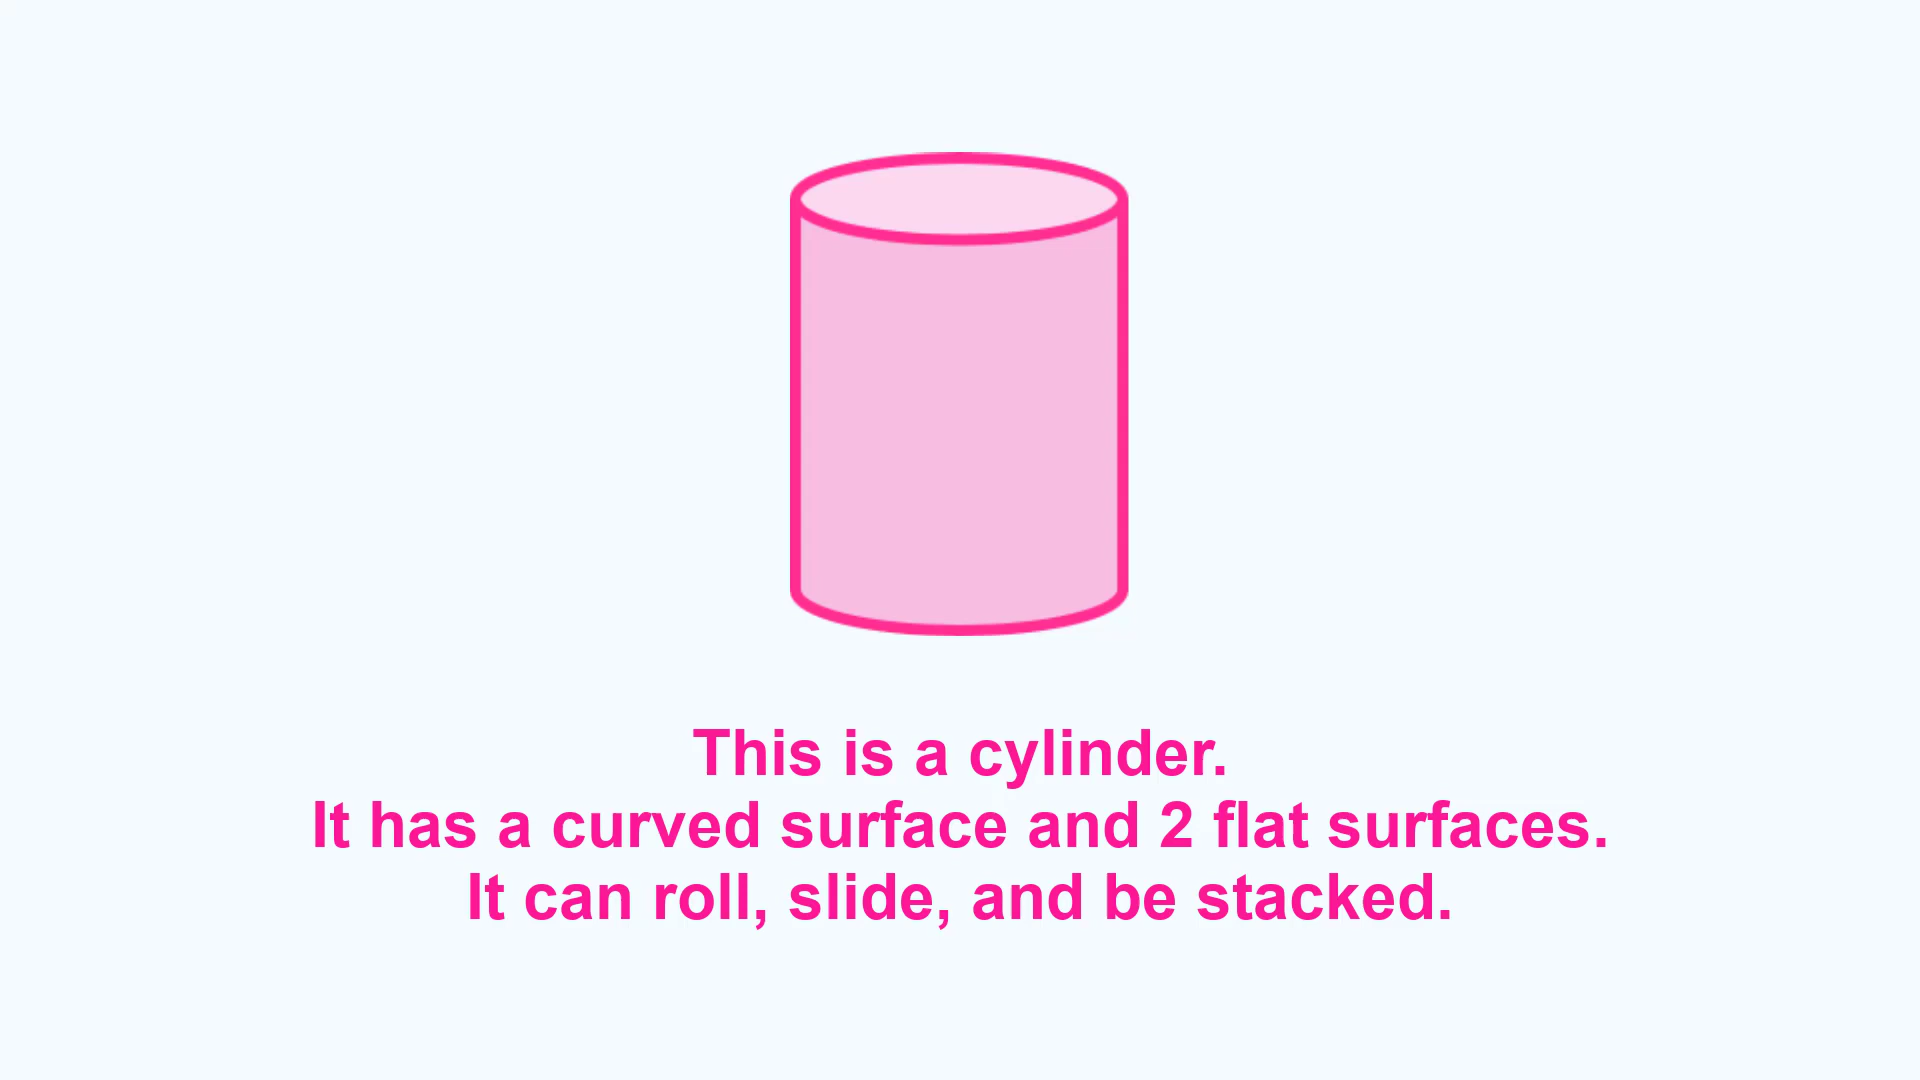 This is a cylinder.
It has a curved surface and 2 flat surfaces.
It can roll, slide, and be stacked.